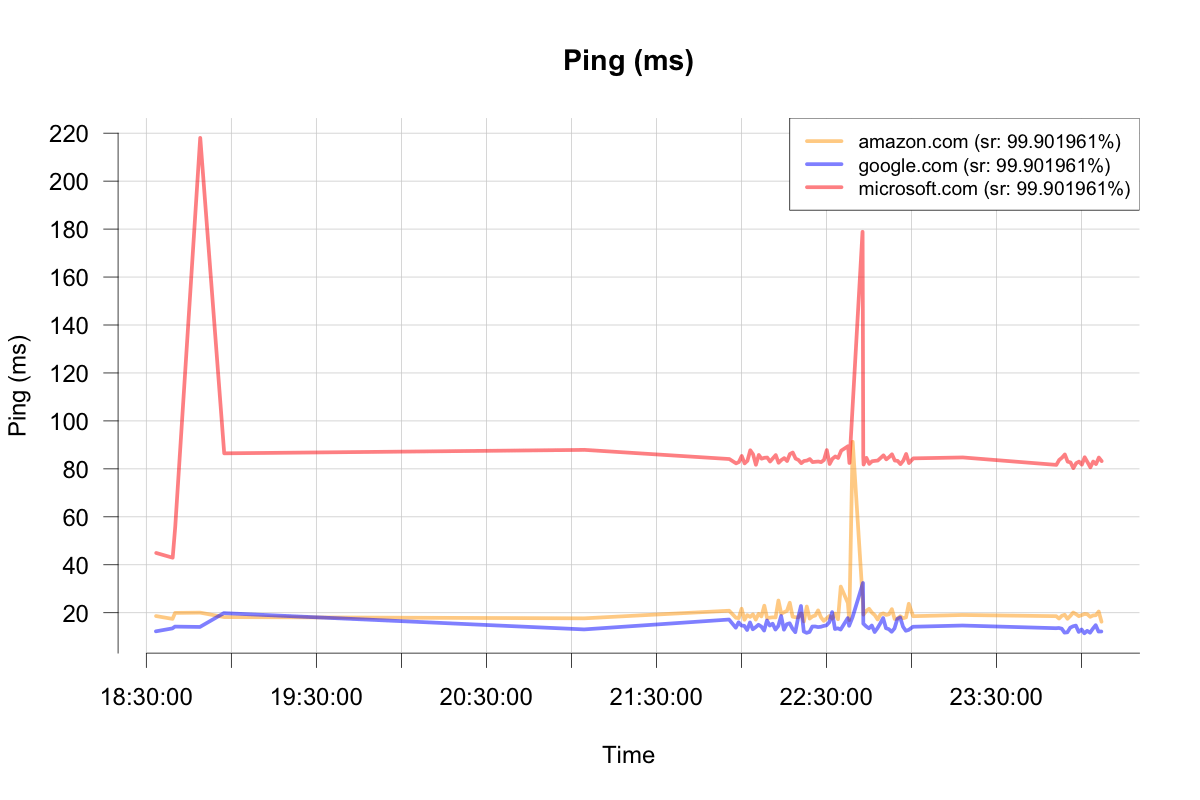 Ping (ms)
amazon.com (sr: 99.901961%)
google.com (sr: 99.901961%)
microsoft.com (sr: 99.901961%)
220
200
180
160
140
120
100
80
60
40
20
Ping (ms)
18:30:00 19:30:00 20:30:00 21:30:00 22:30:00 23:30:00
Time